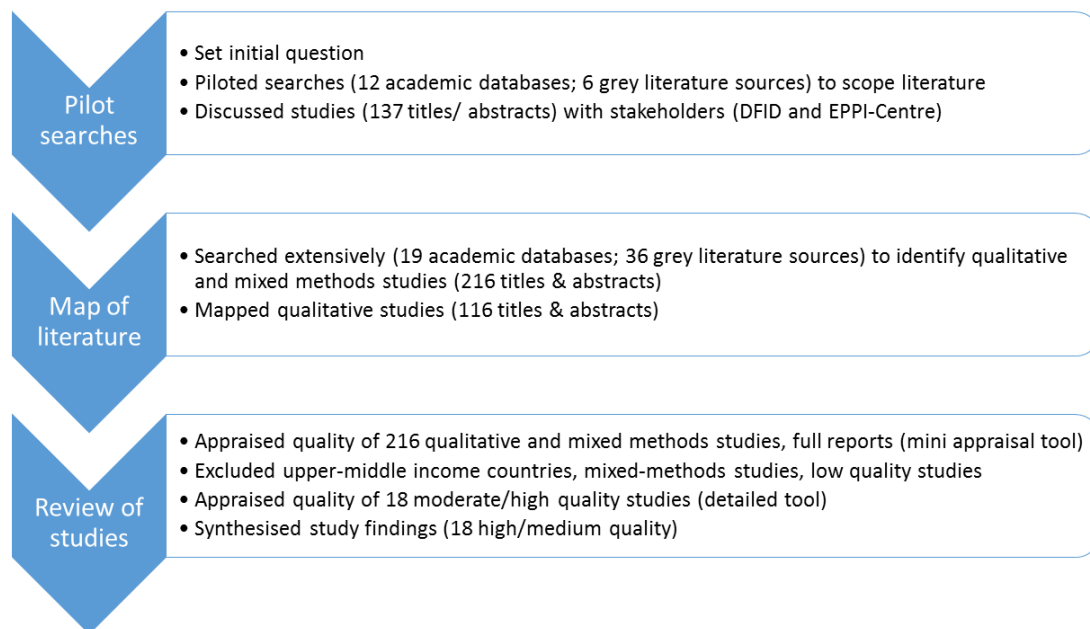 Pilot
searches
• Set initial question
• Piloted searches (12 academic databases; 6 grey literature sources) to scope literature
• Discussed studies (137 titles/ abstracts) with stakeholders (DFID and EPPI-Centre)
Map of
literature
• Searched extensively (19 academic databases; 36 grey literature sources) to identify qualitative
and mixed methods studies (216 titles & abstracts)
• Mapped qualitative studies (116 titles & abstracts)
Review of
studies
• Appraised quality of 216 qualitative and mixed methods studies, full reports (mini appraisal tool)
• Excluded upper-middle income countries, mixed-methods studies, low quality studies
• Appraised quality of 18 moderate/high quality studies (detailed tool)
• Synthesised study findings (18 high/medium quality)